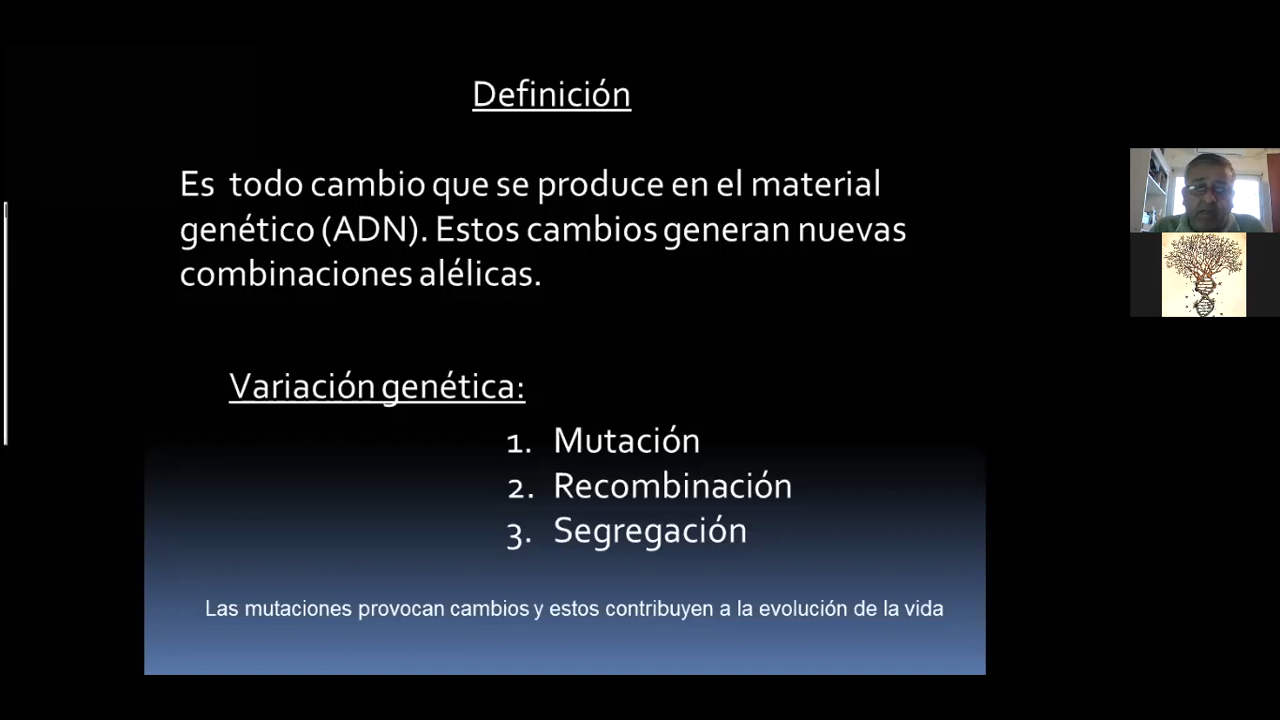 Definición
Es todo cambio que se produce en el material
genético (ADN). Estos cambios generan nuevas
combinaciones alélicas.
Variación genética:
1. Mutación
2. Recombinación
3. Segregación
Las mutaciones provocan cambios y estos contribuyen a la evolución de la vida